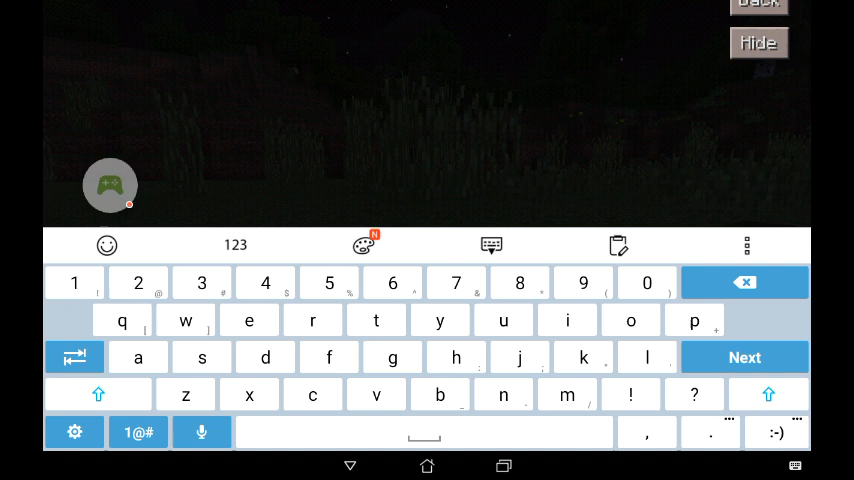 Back
Hide
123
N
1 ! 2 @ 3 # 4 $ 5 % 6 ^ 7 & 8 * 9 ( 0 )
q [ w ] e r t y u i o p +
a s d f g h : j ; k l Next
z x c v b _ n - m / ! ?
1@# , . :-)